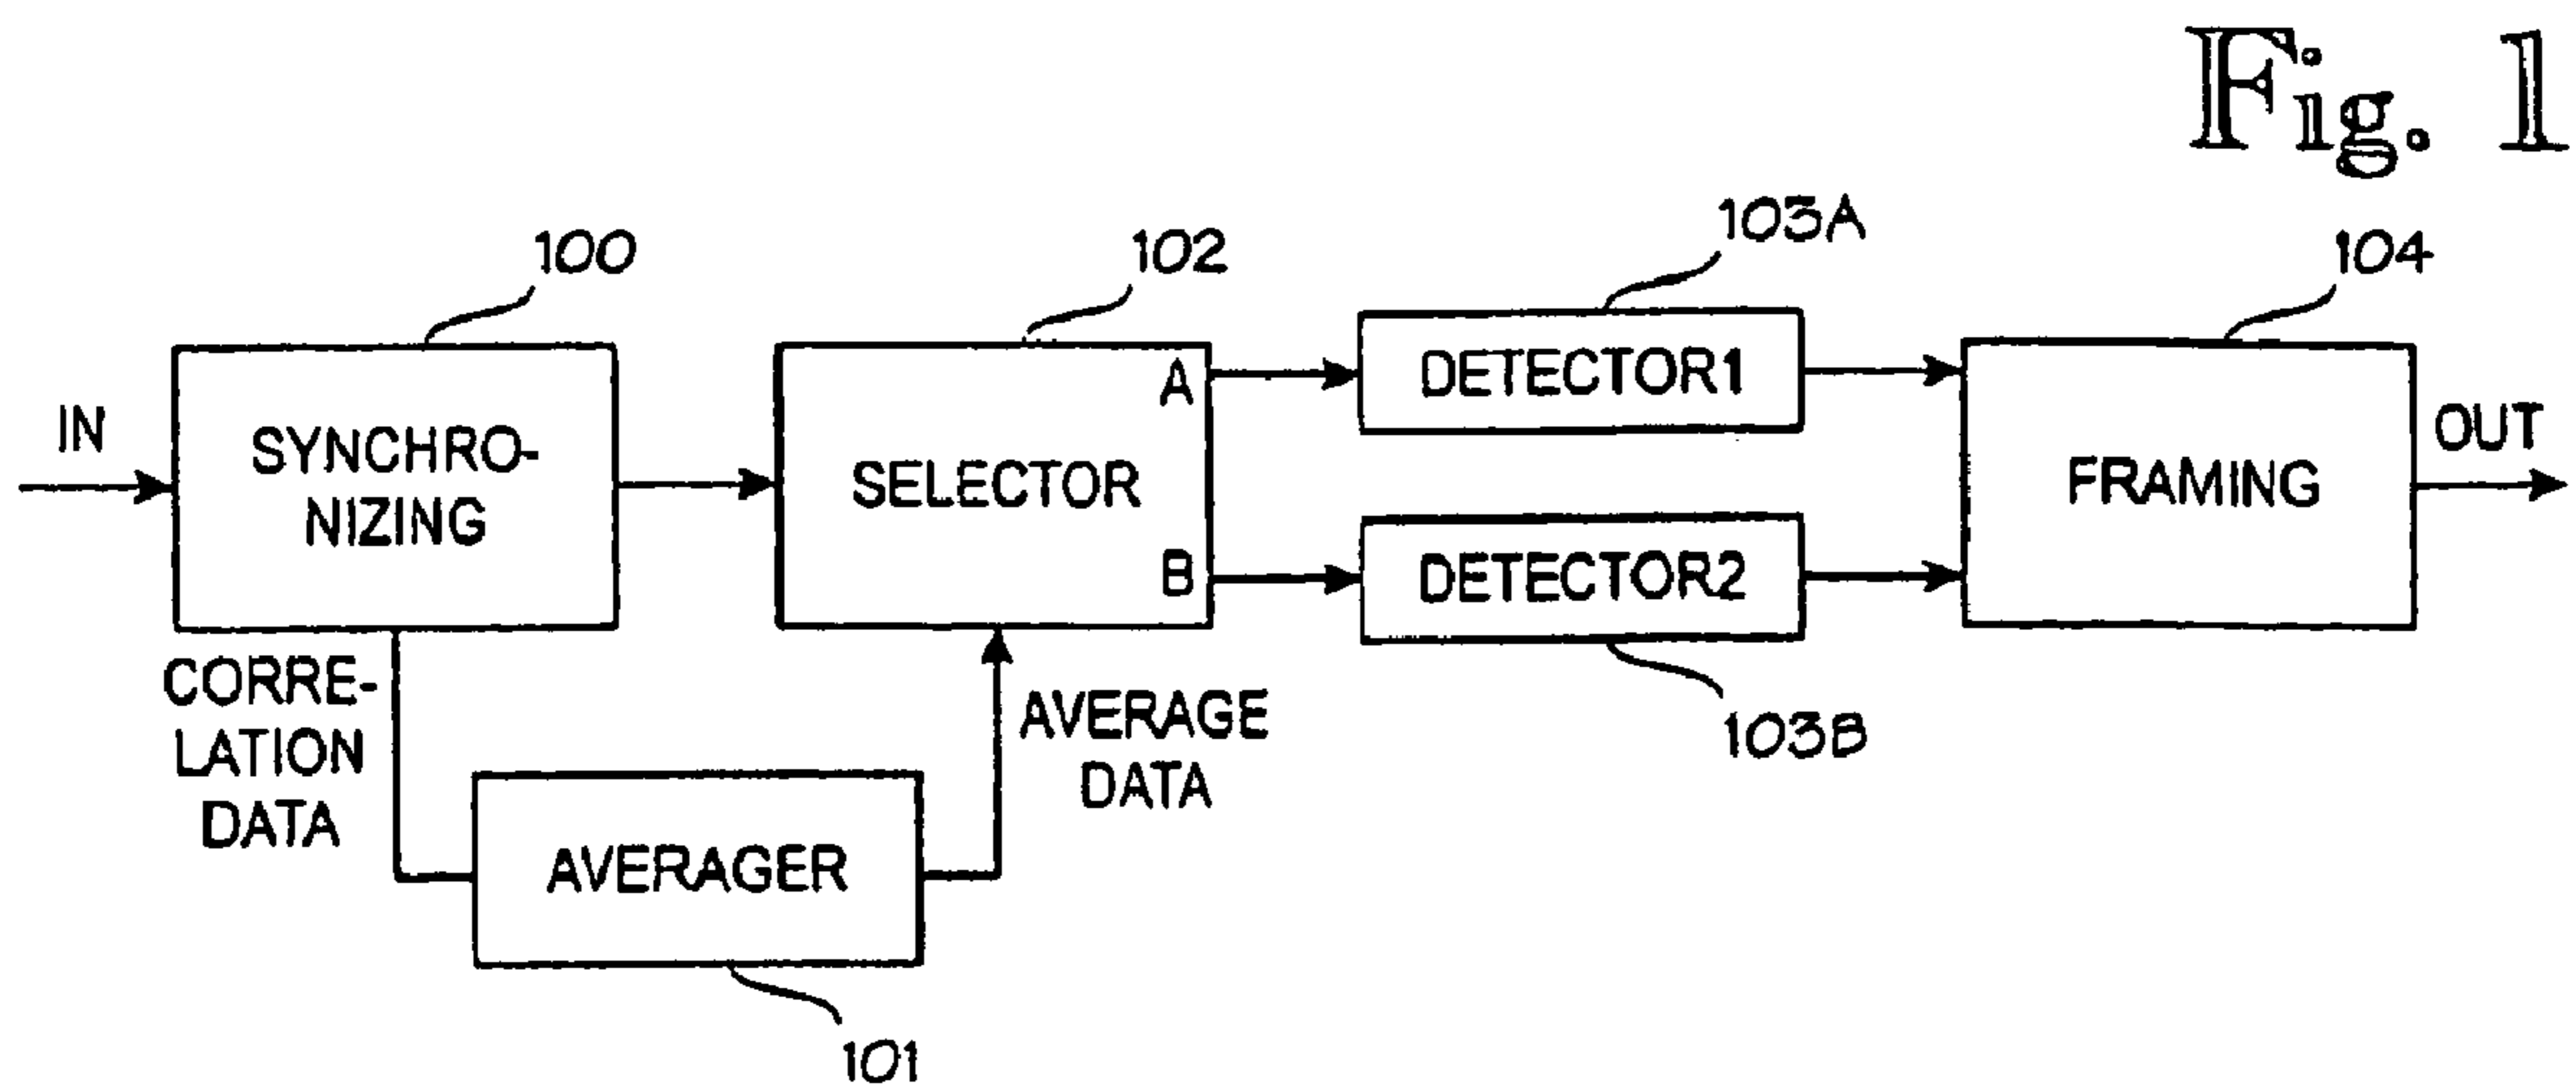 Fig. 1
100
102
103A
104
IN
SYNCHRO-
NIZING
SELECTOR
A
B
DETECTOR1
DETECTOR2
FRAMING
OUT
CORRE-
LATION
DATA
AVERAGE
DATA
103B
AVERAGER
101